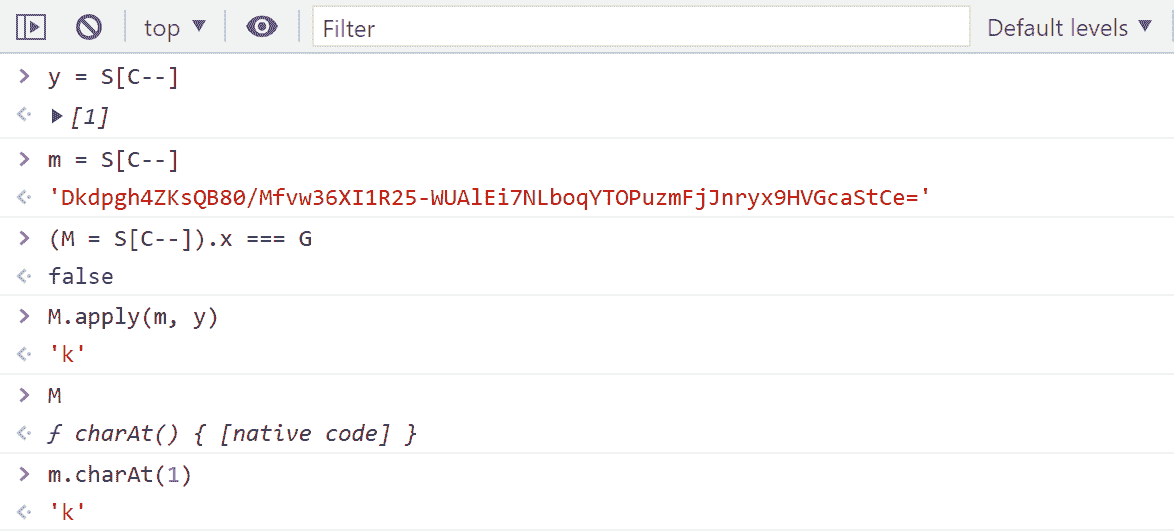 top ▼ Filter Default levels ▼
> y = S[C--]
<· ▶ [1]
> m = S[C--]
<· 'Dkdpgh4ZKsQB80/Mfvw36XI1R25-WUAlEi7NLboqYTOPuzmFjJnryx9HVGcaStCe='
> (M = S[C--]).x === G
<· false
> M.apply(m, y)
<· 'k'
> M
<· ƒ charAt() { [native code] }
> m.charAt(1)
<· 'k'